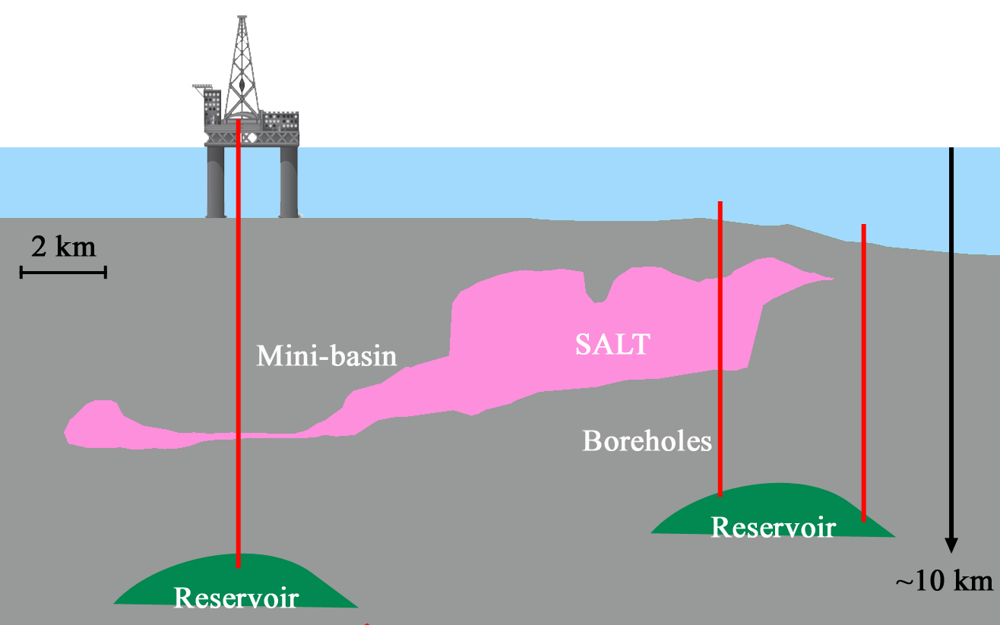 2 km
Mini-basin
SALT
Boreholes
Reservoir
~10 km
Reservoir